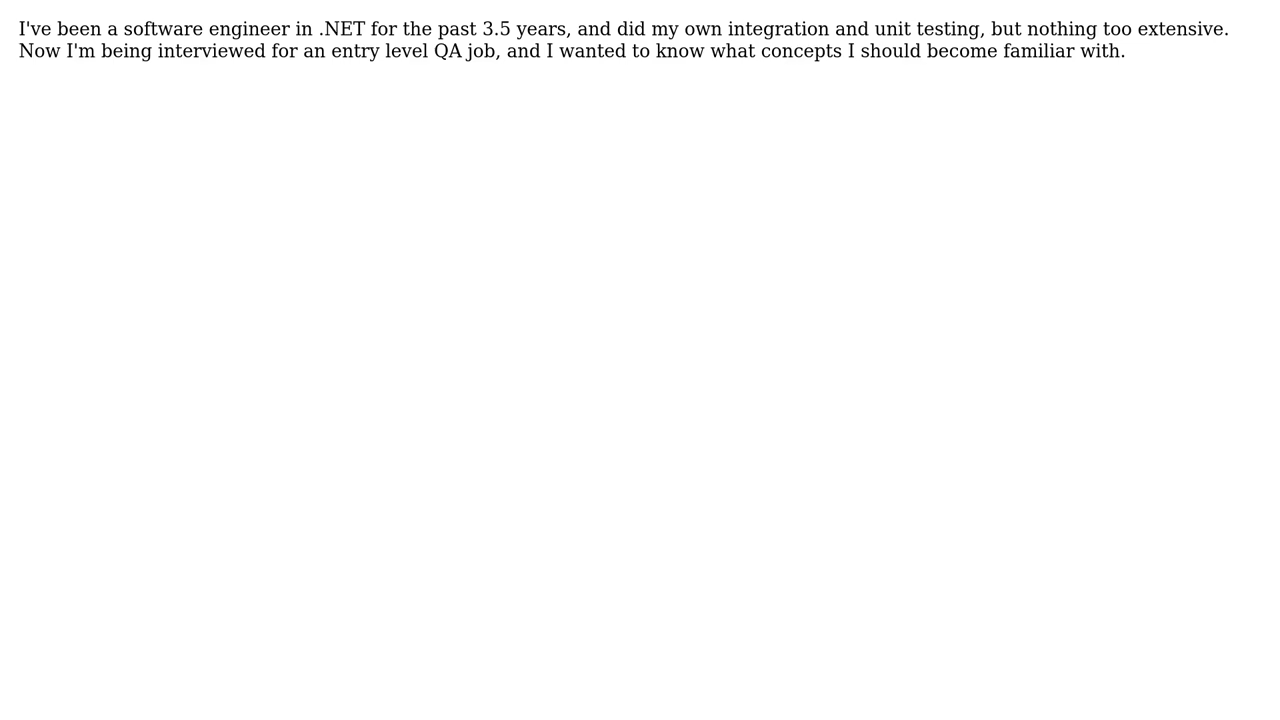 I've been a software engineer in .NET for the past 3.5 years, and did my own integration and unit testing, but nothing too extensive.
Now I'm being interviewed for an entry level QA job, and I wanted to know what concepts I should become familiar with.